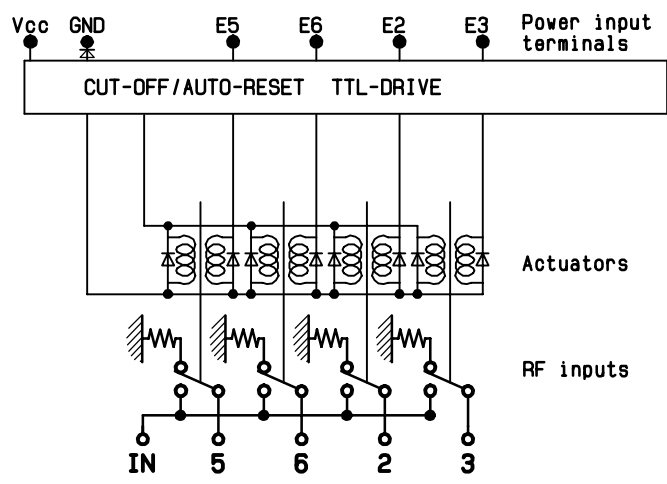 Vcc GND E5 E6 E2 E3 Power input
terminals
CUT-OFF/AUTO-RESET TTL-DRIVE
Actuators
RF inputs
IN 5 6 2 3